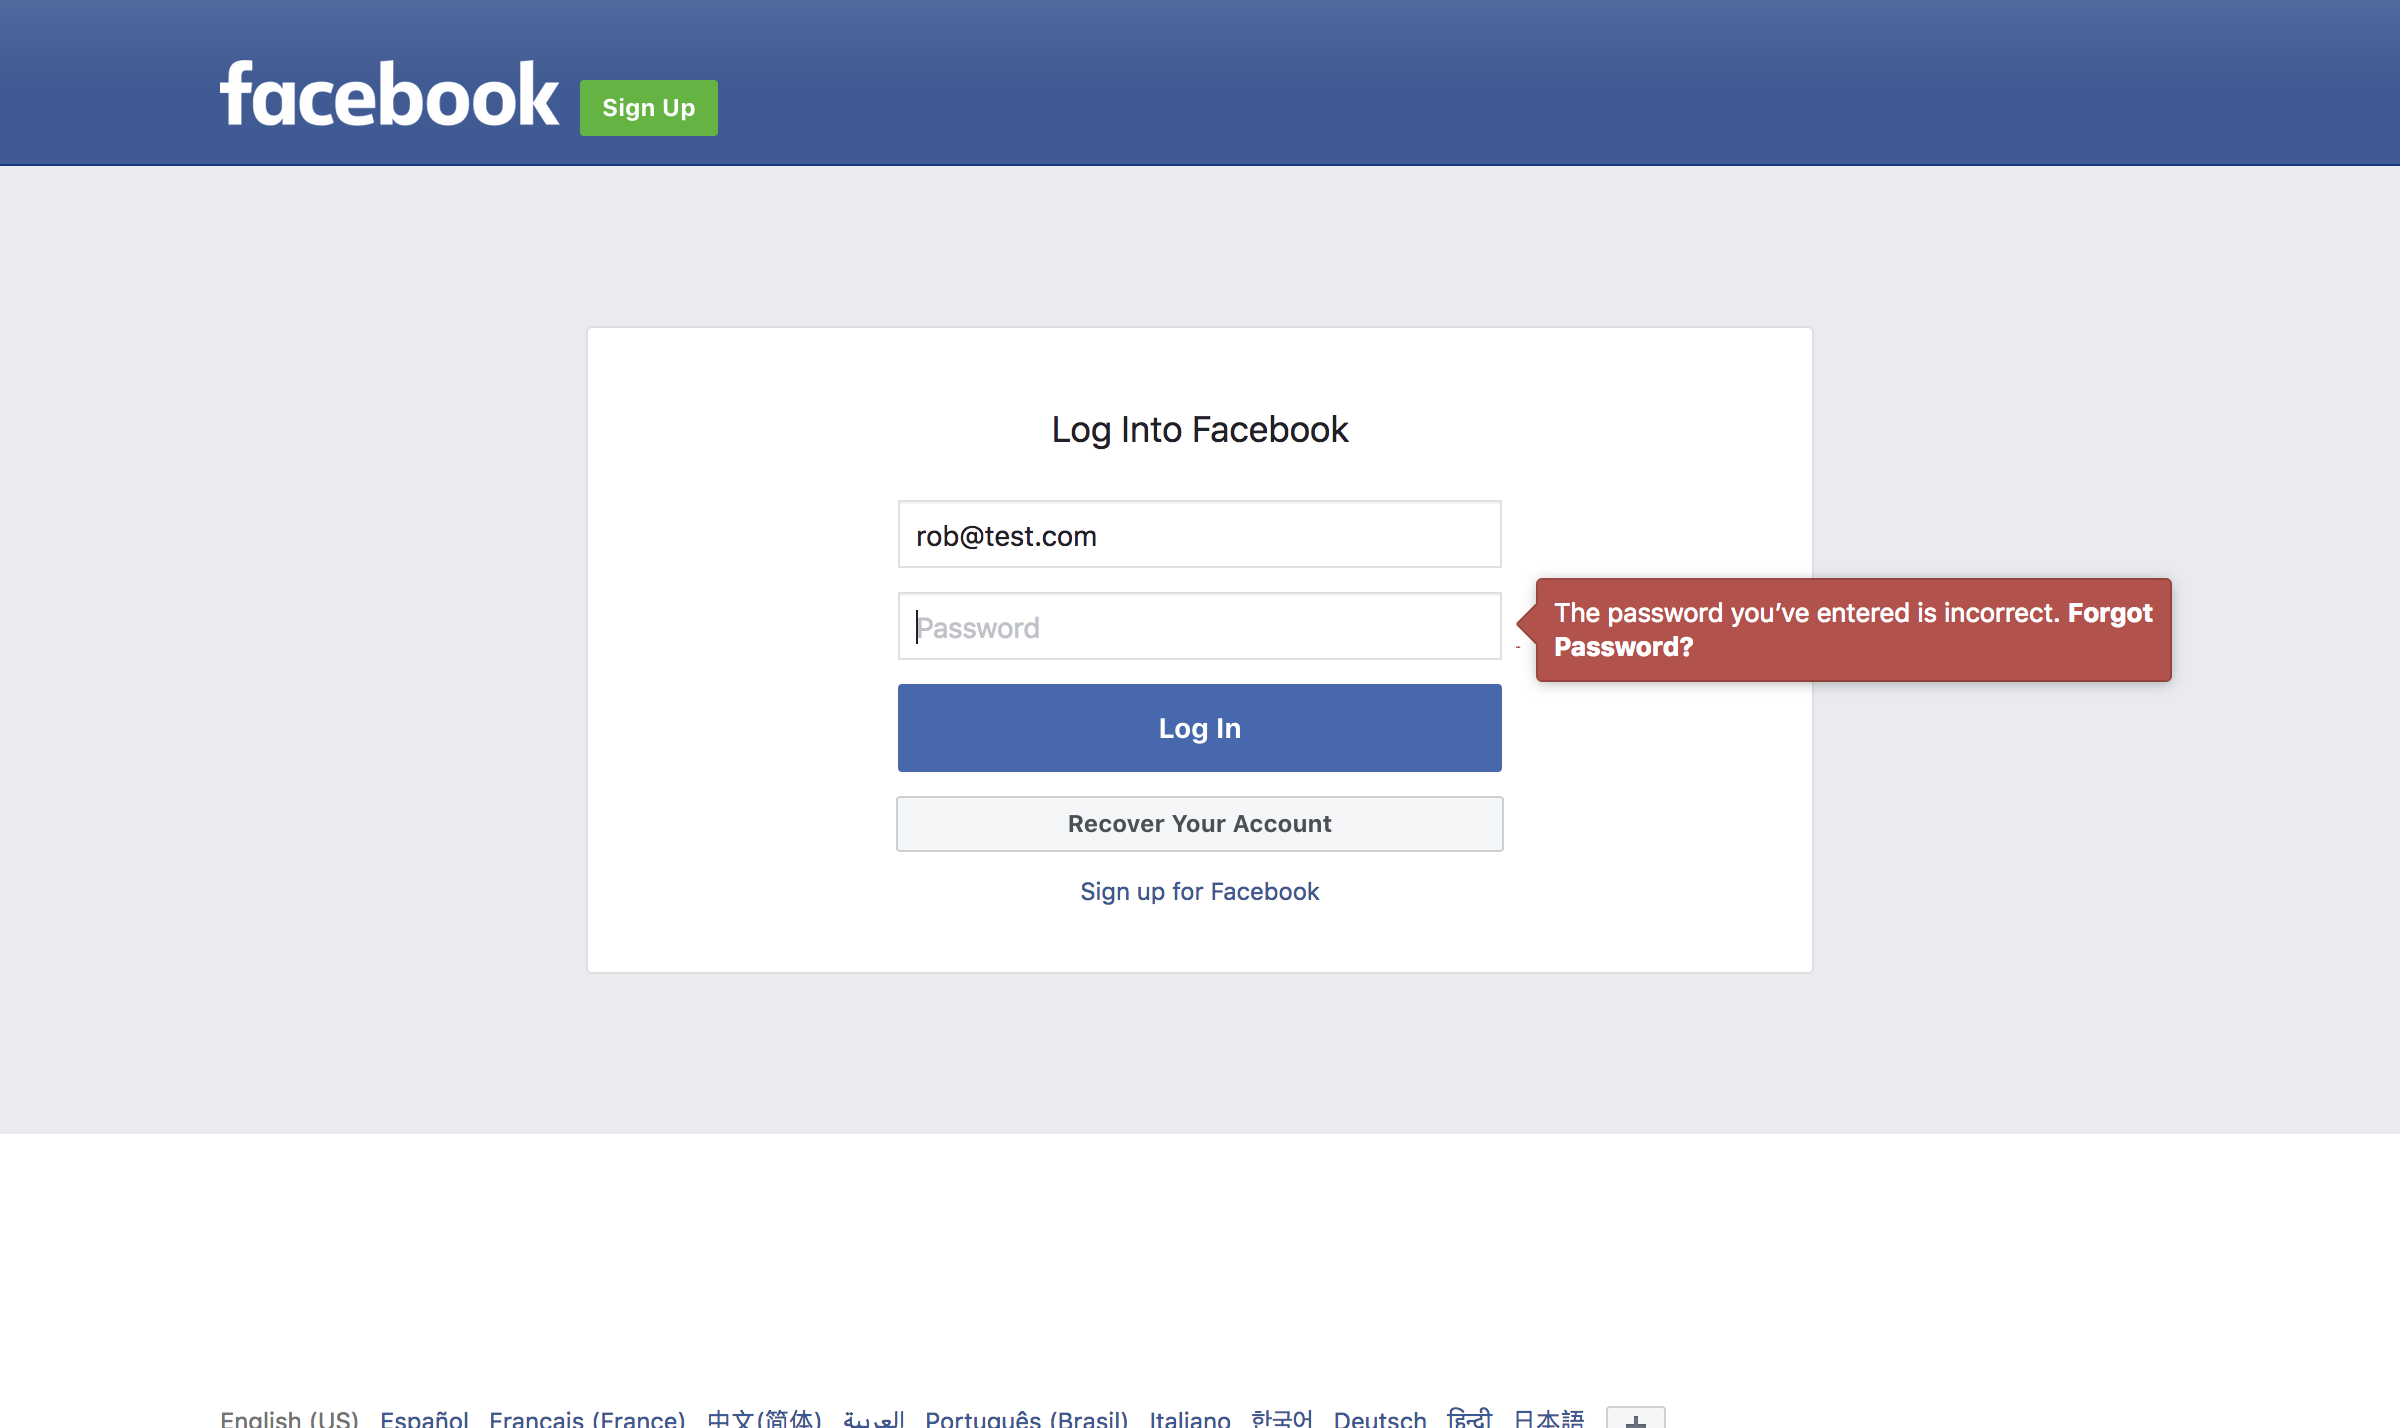 facebook Sign Up
Log Into Facebook
rob@test.com
Password
The password you’ve entered is incorrect. Forgot
Password?
Log In
Recover Your Account
Sign up for Facebook
English (US) Español Français (France) 中文(简体) العربية Português (Brasil) Italiano 한국어 Deutsch हिन्दी 日本語 +